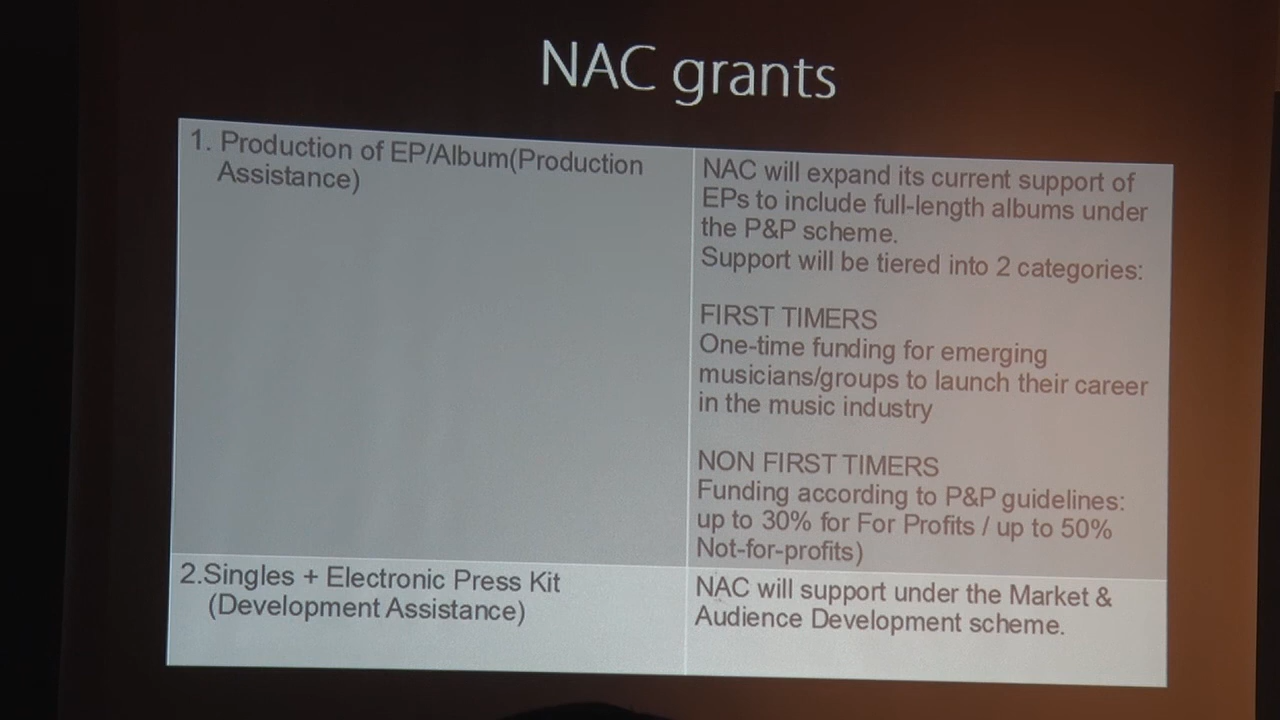 NAC grants
1. Production of EP/Album(Production
Assistance)
NAC will expand its current support of
EPs to include full-length albums under
the P&P scheme.
Support will be tiered into 2 categories:
FIRST TIMERS
One-time funding for emerging
musicians/groups to launch their career
in the music industry
NON FIRST TIMERS
Funding according to P&P guidelines:
up to 30% for For Profits / up to 50%
Not-for-profits)
2.Singles + Electronic Press Kit
(Development Assistance)
NAC will support under the Market &
Audience Development scheme.